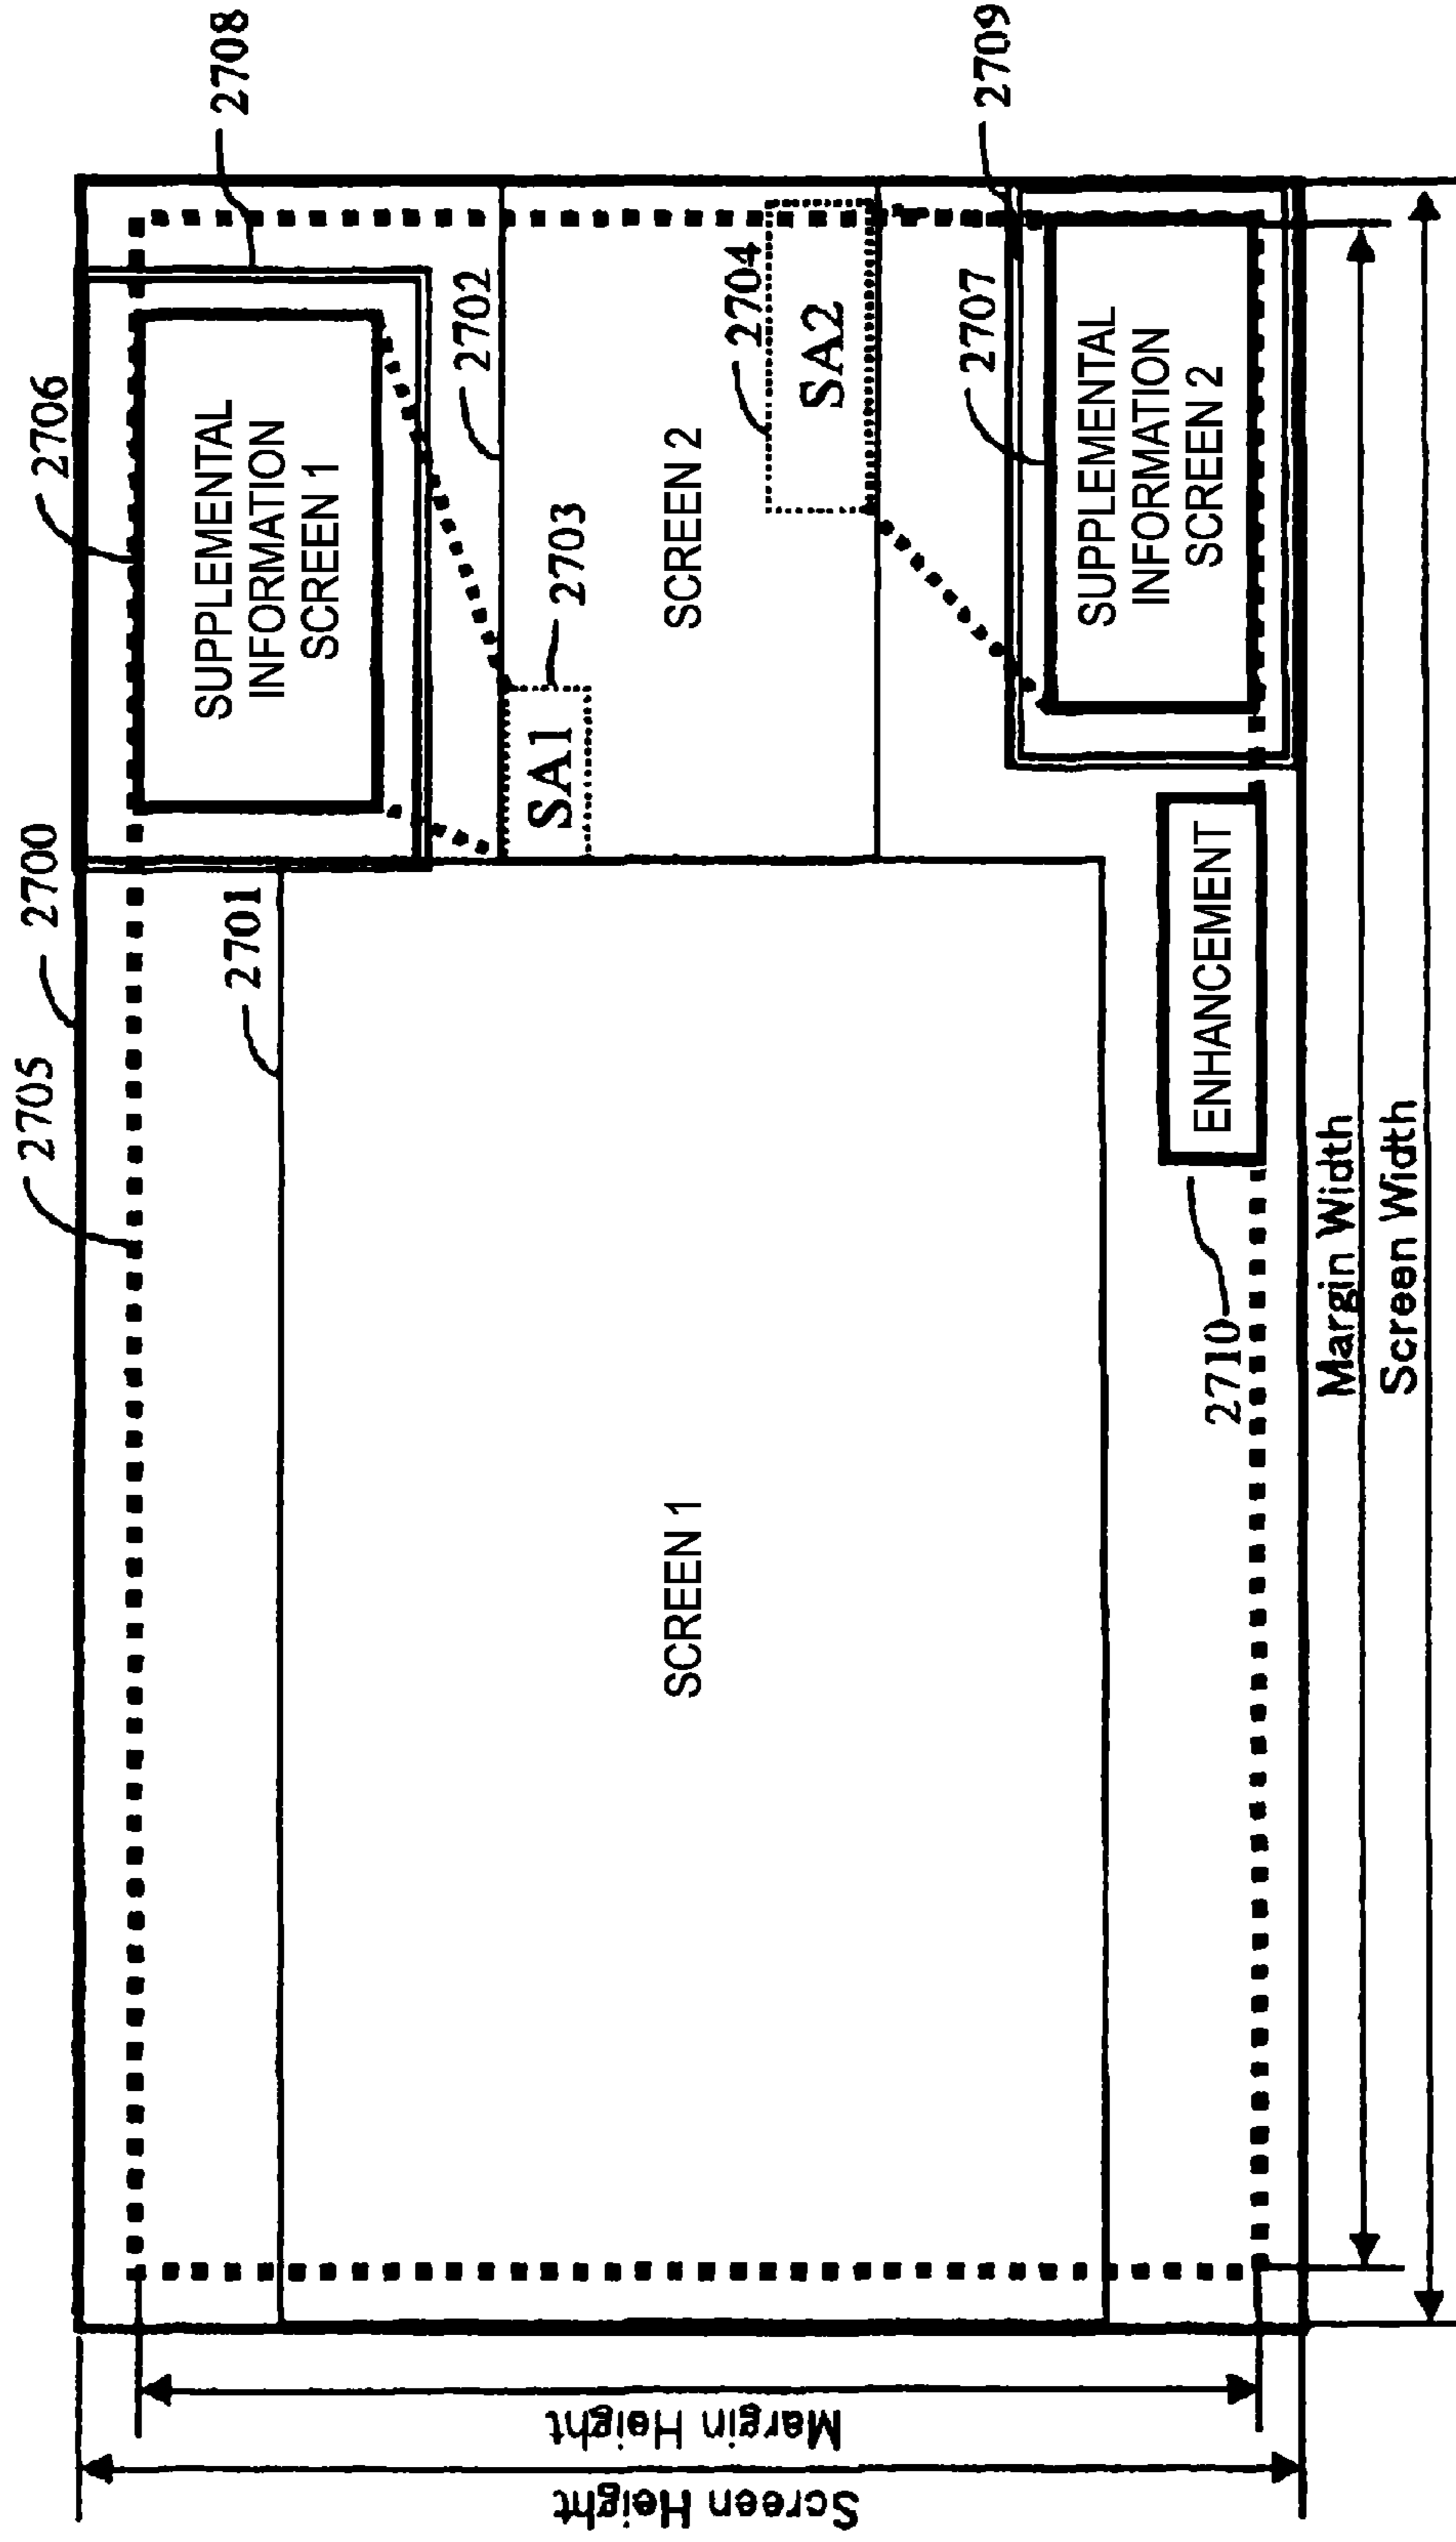 2705
2700
2706
2708
2701
SUPPLEMENTAL
INFORMATION
SCREEN 1
2702
SA1
2703
SCREEN 1
SCREEN 2
2704
SA2
2709
2707
SUPPLEMENTAL
INFORMATION
SCREEN 2
ENHANCEMENT
2710
Margin Width
Screen Width
Margin Height
Screen Height